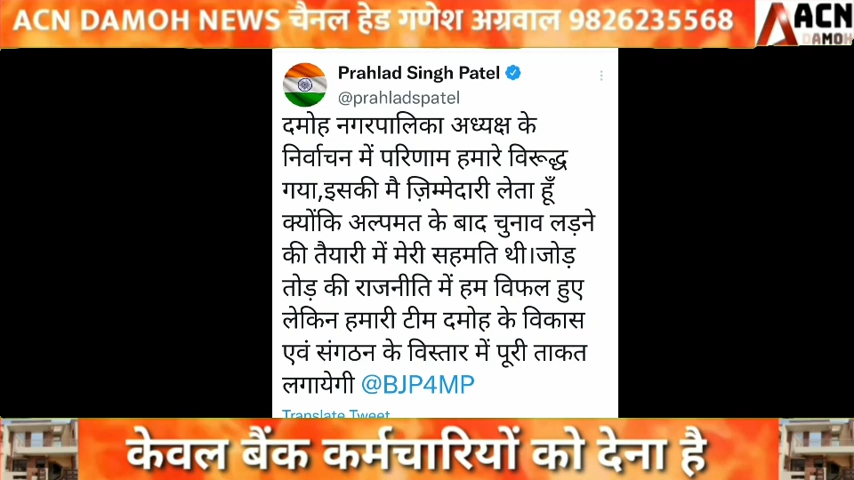 ACN DAMOH NEWS चैनल हेड गणेश अग्रवाल 9826235568
ACN
DAMOH
Prahlad Singh Patel
@prahladspatel
दमोह नगरपालिका अध्यक्ष के
निर्वाचन में परिणाम हमारे विरूद्ध
गया,इसकी मै ज़िम्मेदारी लेता हूँ
क्योंकि अल्पमत के बाद चुनाव लड़ने
की तैयारी में मेरी सहमति थी।जोड़
तोड़ की राजनीति में हम विफल हुए
लेकिन हमारी टीम दमोह के विकास
एवं संगठन के विस्तार में पूरी ताकत
लगायेगी @BJP4MP
Translate Tweet
केवल बैंक कर्मचारियों को देना है